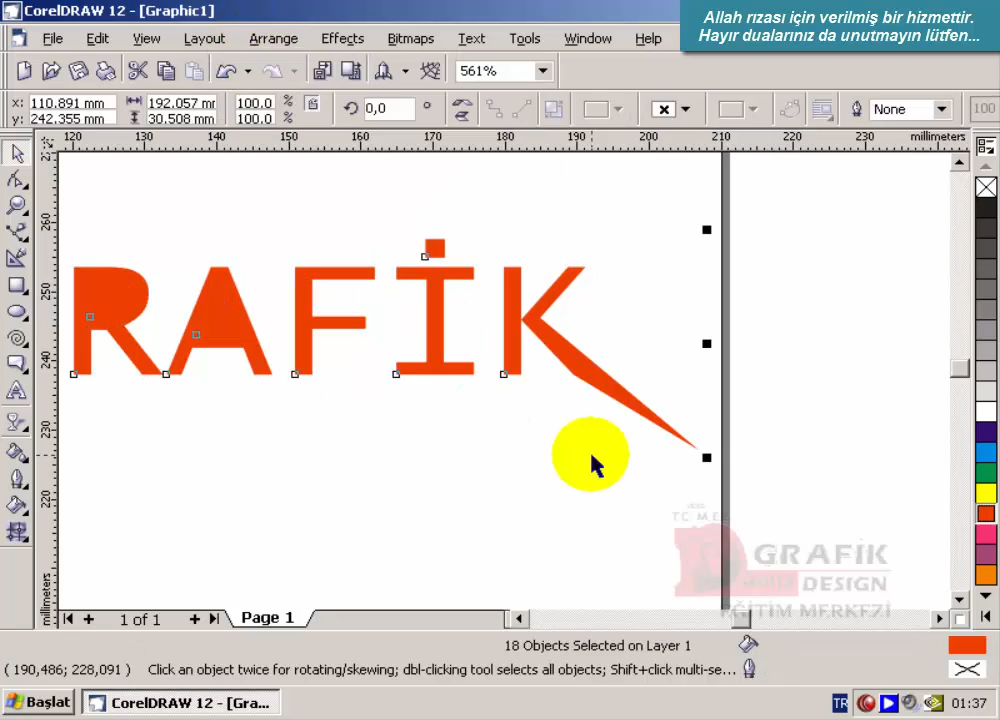 CorelDRAW 12 - [Graphic1]
Allah rızası için verilmiş bir hizmettir.
Hayır dualarınız da unutmayın lütfen...
File Edit View Layout Arrange Effects Bitmaps Text Tools Window Help
561%
x: 110.891 mm
y: 242.355 mm
192.057 mm
30.508 mm
100.0 %
100.0 %
0,0 °
None
100
120 130 140 150 160 170 180 190 200 210 220 230 millimeters
260
250
240
230
220
millimeters
RAFİK
T.C. M.E.
GRAFİK
DESIGN
EĞİTİM MERKEZİ
1 of 1
Page 1
18 Objects Selected on Layer 1
( 190,486; 228,091 ) Click an object twice for rotating/skewing; dbl-clicking tool selects all objects; Shift+click multi-se...
Başlat
CorelDRAW 12 - [Gra...
TR
01:37